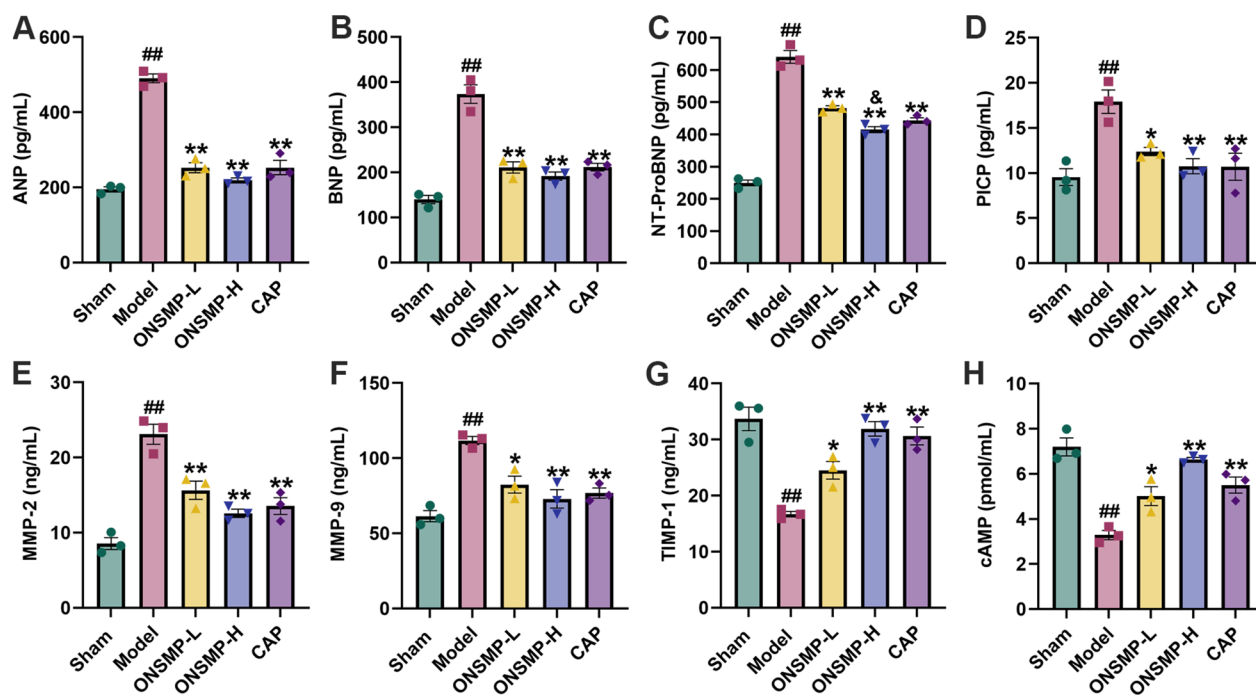 A
ANP (pg/mL)
600
400
200
0
##
**
**
**
Sham
Model
ONSMP-L
ONSMP-H
CAP
B
BNP (pg/mL)
500
400
300
200
100
0
##
**
**
**
Sham
Model
ONSMP-L
ONSMP-H
CAP
C
NT-ProBNP (pg/mL)
700
600
500
400
300
200
100
0
##
**
&
**
**
Sham
Model
ONSMP-L
ONSMP-H
CAP
D
PICP (pg/mL)
25
20
15
10
5
0
##
*
**
**
Sham
Model
ONSMP-L
ONSMP-H
CAP
E
MMP-2 (ng/mL)
30
20
10
0
##
**
**
**
Sham
Model
ONSMP-L
ONSMP-H
CAP
F
MMP-9 (ng/mL)
150
100
50
0
##
*
**
**
Sham
Model
ONSMP-L
ONSMP-H
CAP
G
TIMP-1 (ng/mL)
40
30
20
10
0
##
*
**
**
Sham
Model
ONSMP-L
ONSMP-H
CAP
H
cAMP (pmol/mL)
10
8
6
4
2
0
##
*
**
**
Sham
Model
ONSMP-L
ONSMP-H
CAP